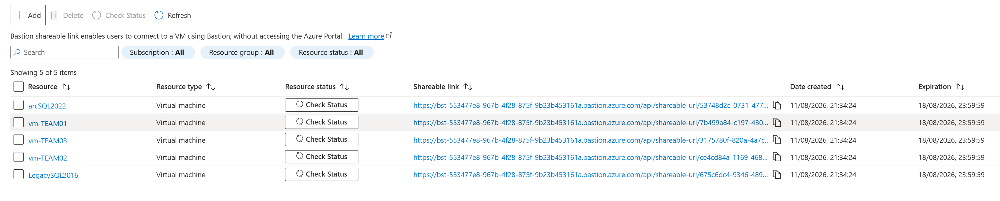 Add Delete Check Status Refresh
Bastion shareable link enables users to connect to a VM using Bastion, without accessing the Azure Portal. Learn more
Search Subscription : All Resource group : All Resource status : All
Showing 5 of 5 items
Resource Resource type Resource status Shareable link Date created Expiration
arcSQL2022 Virtual machine Check Status https://bst-553477e8-967b-4f28-875f-9b23b453161a.bastion.azure.com/api/shareable-url/53748d2c-0731-477... 11/08/2026, 21:34:24 18/08/2026, 23:59:59
vm-TEAM01 Virtual machine Check Status https://bst-553477e8-967b-4f28-875f-9b23b453161a.bastion.azure.com/api/shareable-url/7b499a84-c197-430... 11/08/2026, 21:34:24 18/08/2026, 23:59:59
vm-TEAM03 Virtual machine Check Status https://bst-553477e8-967b-4f28-875f-9b23b453161a.bastion.azure.com/api/shareable-url/3175780f-820a-4a7c... 11/08/2026, 21:34:24 18/08/2026, 23:59:59
vm-TEAM02 Virtual machine Check Status https://bst-553477e8-967b-4f28-875f-9b23b453161a.bastion.azure.com/api/shareable-url/ce4cd84a-1169-468... 11/08/2026, 21:34:24 18/08/2026, 23:59:59
LegacySQL2016 Virtual machine Check Status https://bst-553477e8-967b-4f28-875f-9b23b453161a.bastion.azure.com/api/shareable-url/675c6dc4-9346-489... 11/08/2026, 21:34:24 18/08/2026, 23:59:59